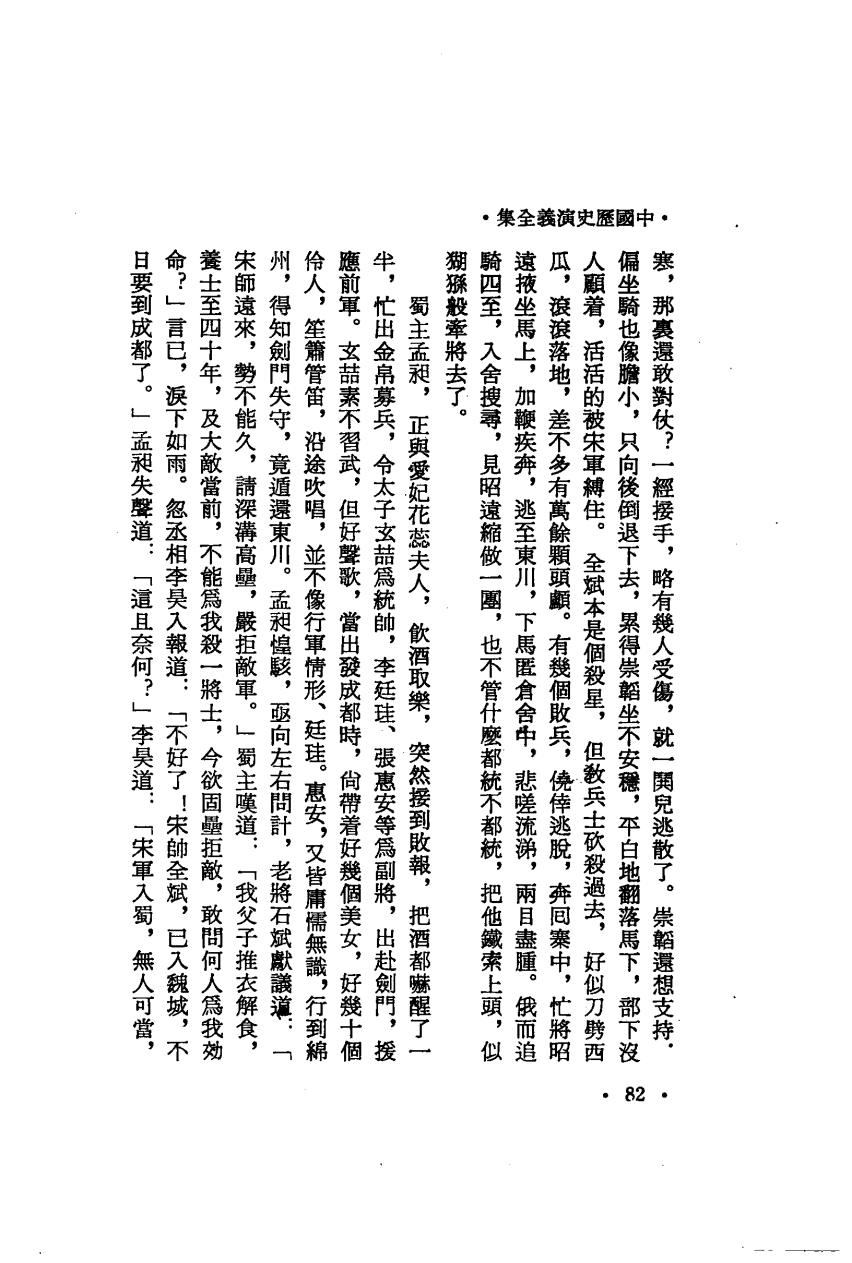 ·中國歷史演義全集·
寒，那裏還敢對仗？一經接手，略有幾人受傷，就一鬨兒逃散了。崇韜還想支持．
偏坐騎也像膽小，只向後倒退下去，累得崇韜坐不安穩，平白地翻落馬下，部下沒
人顧着，活活的被宋軍縛住。全斌本是個殺星，但敎兵士砍殺過去，好似刀劈西
瓜，滾滾落地，差不多有萬餘顆頭顱。有幾個敗兵，僥倖逃脫，奔回寨中，忙將昭
遠掖坐馬上，加鞭疾奔，逃至東川，下馬匿倉舍中，悲嗟流涕，兩目盡腫。俄而追
騎四至，入舍搜尋，見昭遠縮做一團，也不管什麼都統不都統，把他鐵索上頭，似
猢猻般牽將去了。
蜀主孟昶，正與愛妃花蕊夫人，飮酒取樂，突然接到敗報，把酒都嚇醒了一
半，忙出金帛募兵，令太子玄喆爲統帥，李廷珪、張惠安等爲副將，出赴劍門，援
應前軍。玄喆素不習武，但好聲歌，當出發成都時，尙帶着好幾個美女，好幾十個
伶人，笙簫管笛，沿途吹唱，並不像行軍情形、廷珪。惠安，又皆庸懦無識，行到綿
州，得知劍門失守，竟遁還東川。孟昶惶駭，亟向左右問計，老將石斌獻議道：「
宋師遠來，勢不能久，請深溝高壘，嚴拒敵軍。」蜀主嘆道：「我父子推衣解食，
養士至四十年，及大敵當前，不能爲我殺一將士，今欲固壘拒敵，敢問何人爲我效
命？」言已，淚下如雨。忽丞相李昊入報道：「不好了！宋帥全斌，已入魏城，不
日要到成都了。」孟昶失聲道：「這且奈何？」李昊道：「宋軍入蜀，無人可當，
·82·